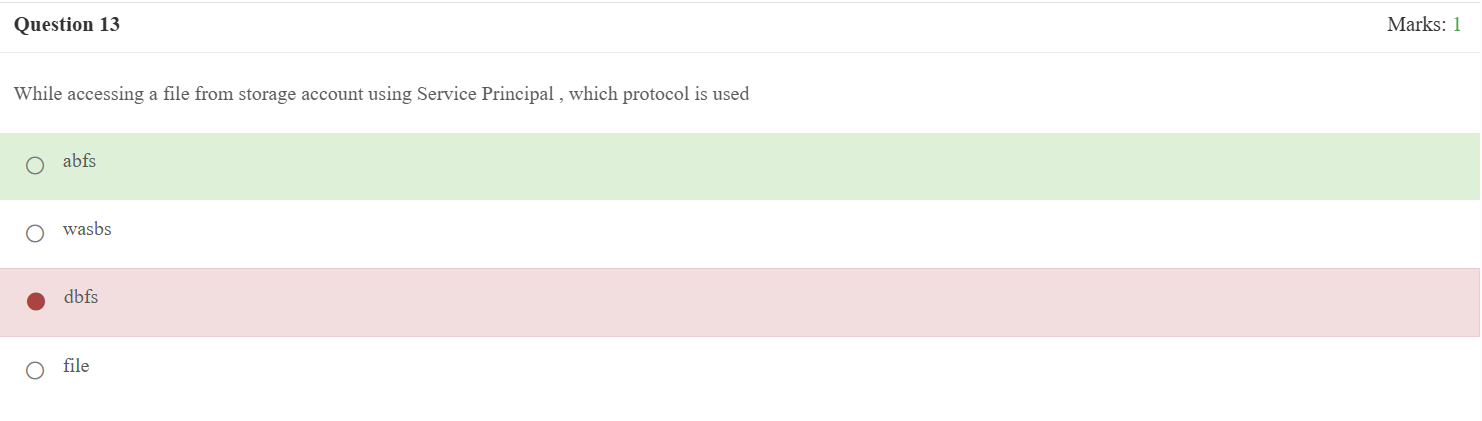 Question 13
Marks: 1
While accessing a file from storage account using Service Principal , which protocol is used
abfs
wasbs
dbfs
file